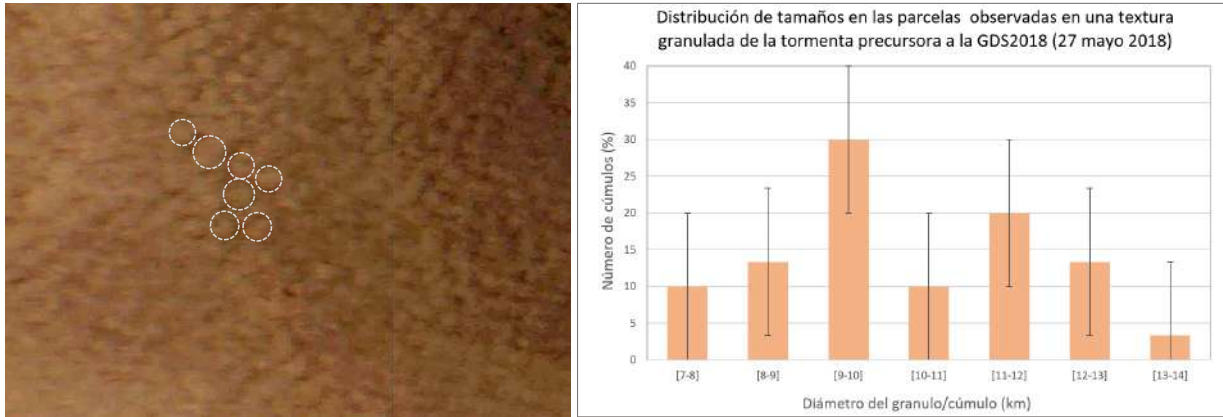 Distribución de tamaños en las parcelas observadas en una textura
granulada de la tormenta precursora a la GDS2018 (27 mayo 2018)
Número de cúmulos (%)
40
35
30
25
20
15
10
5
0
[7-8] [8-9] [9-10] [10-11] [11-12] [12-13] [13-14]
Diámetro del granulo/cúmulo (km)